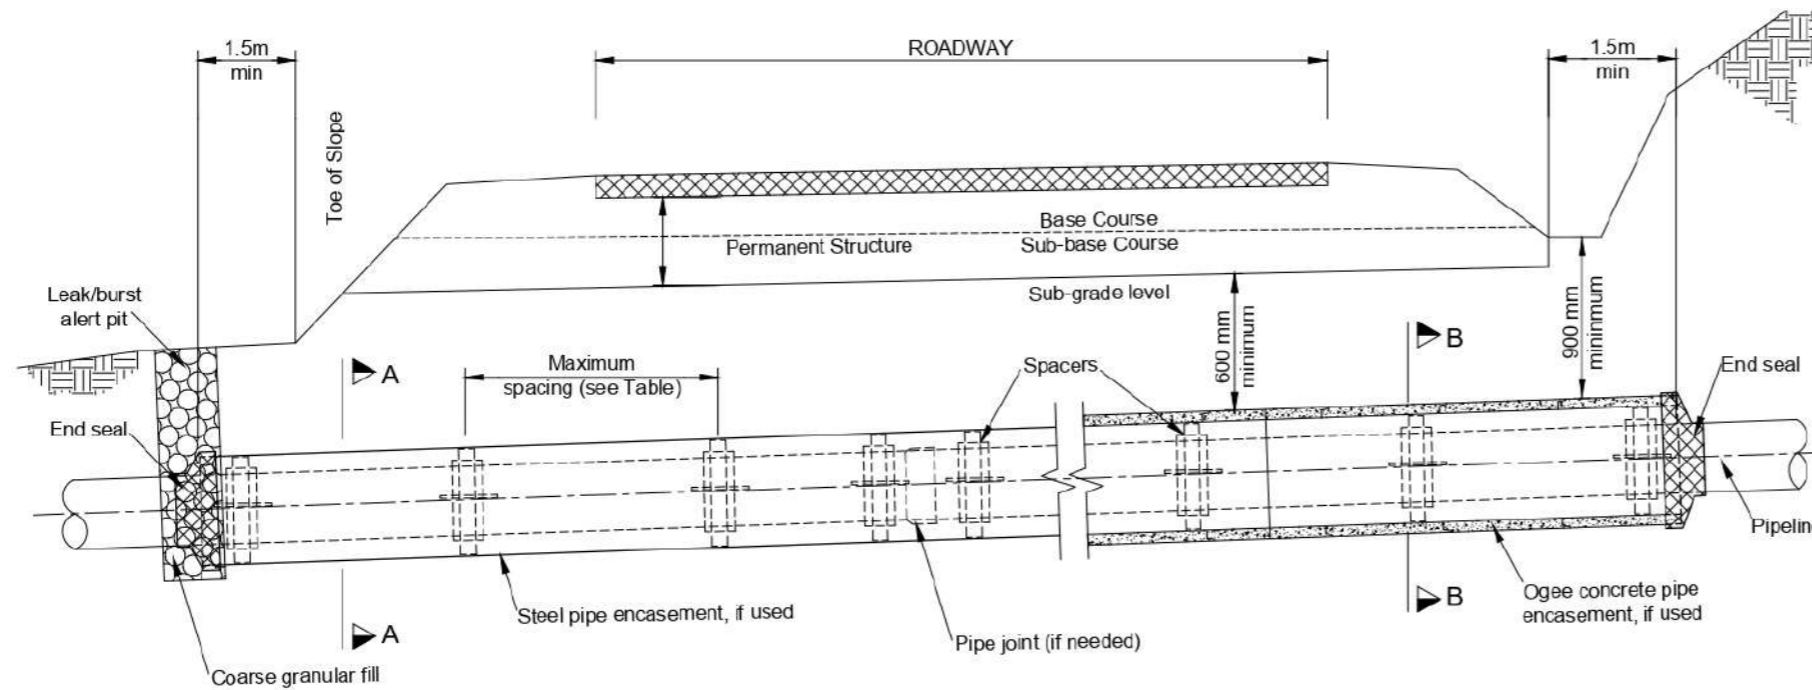 1.5m
min
ROADWAY
1.5m
min
Toe of Slope
Base Course
Permanent Structure
Sub-base Course
Sub-grade level
Leak/burst
alert pit
600 mm
minimum
900 mm
mininmum
A
B
Maximum
spacing (see Table)
Spacers
End seal
End seal
Steel pipe encasement, if used
Pipe joint (if needed)
Ogee concrete pipe
encasement, if used
Pipelin
A
B
Coarse granular fill